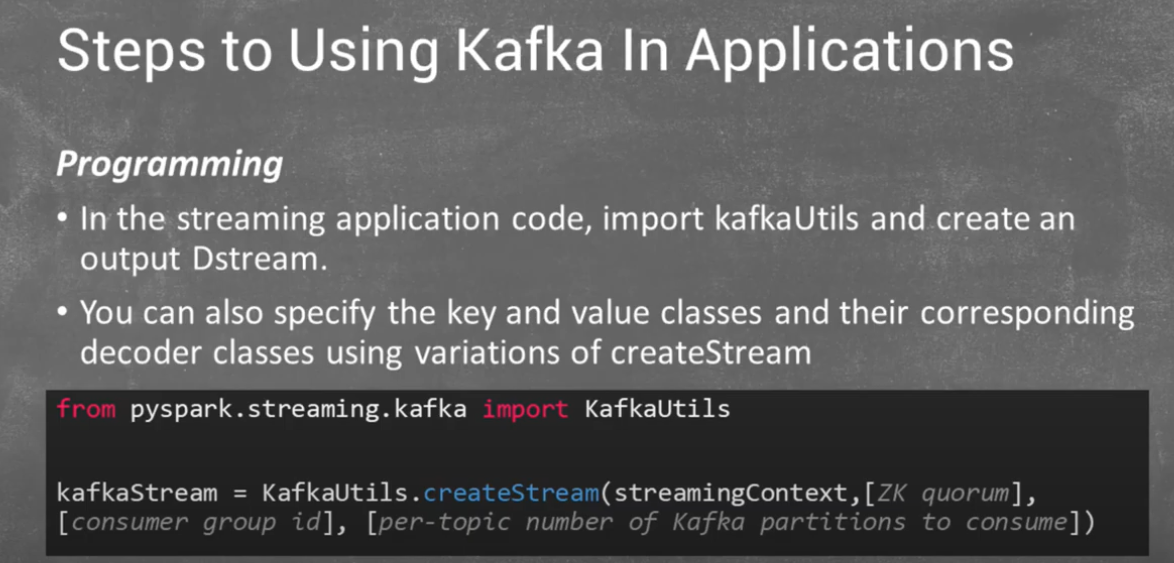 Steps to Using Kafka In Applications
Programming
• In the streaming application code, import kafkaUtils and create an
output Dstream.
• You can also specify the key and value classes and their corresponding
decoder classes using variations of createStream
from pyspark.streaming.kafka import KafkaUtils
kafkaStream = KafkaUtils.createStream(streamingContext,[ZK quorum],
[consumer group id], [per-topic number of Kafka partitions to consume])